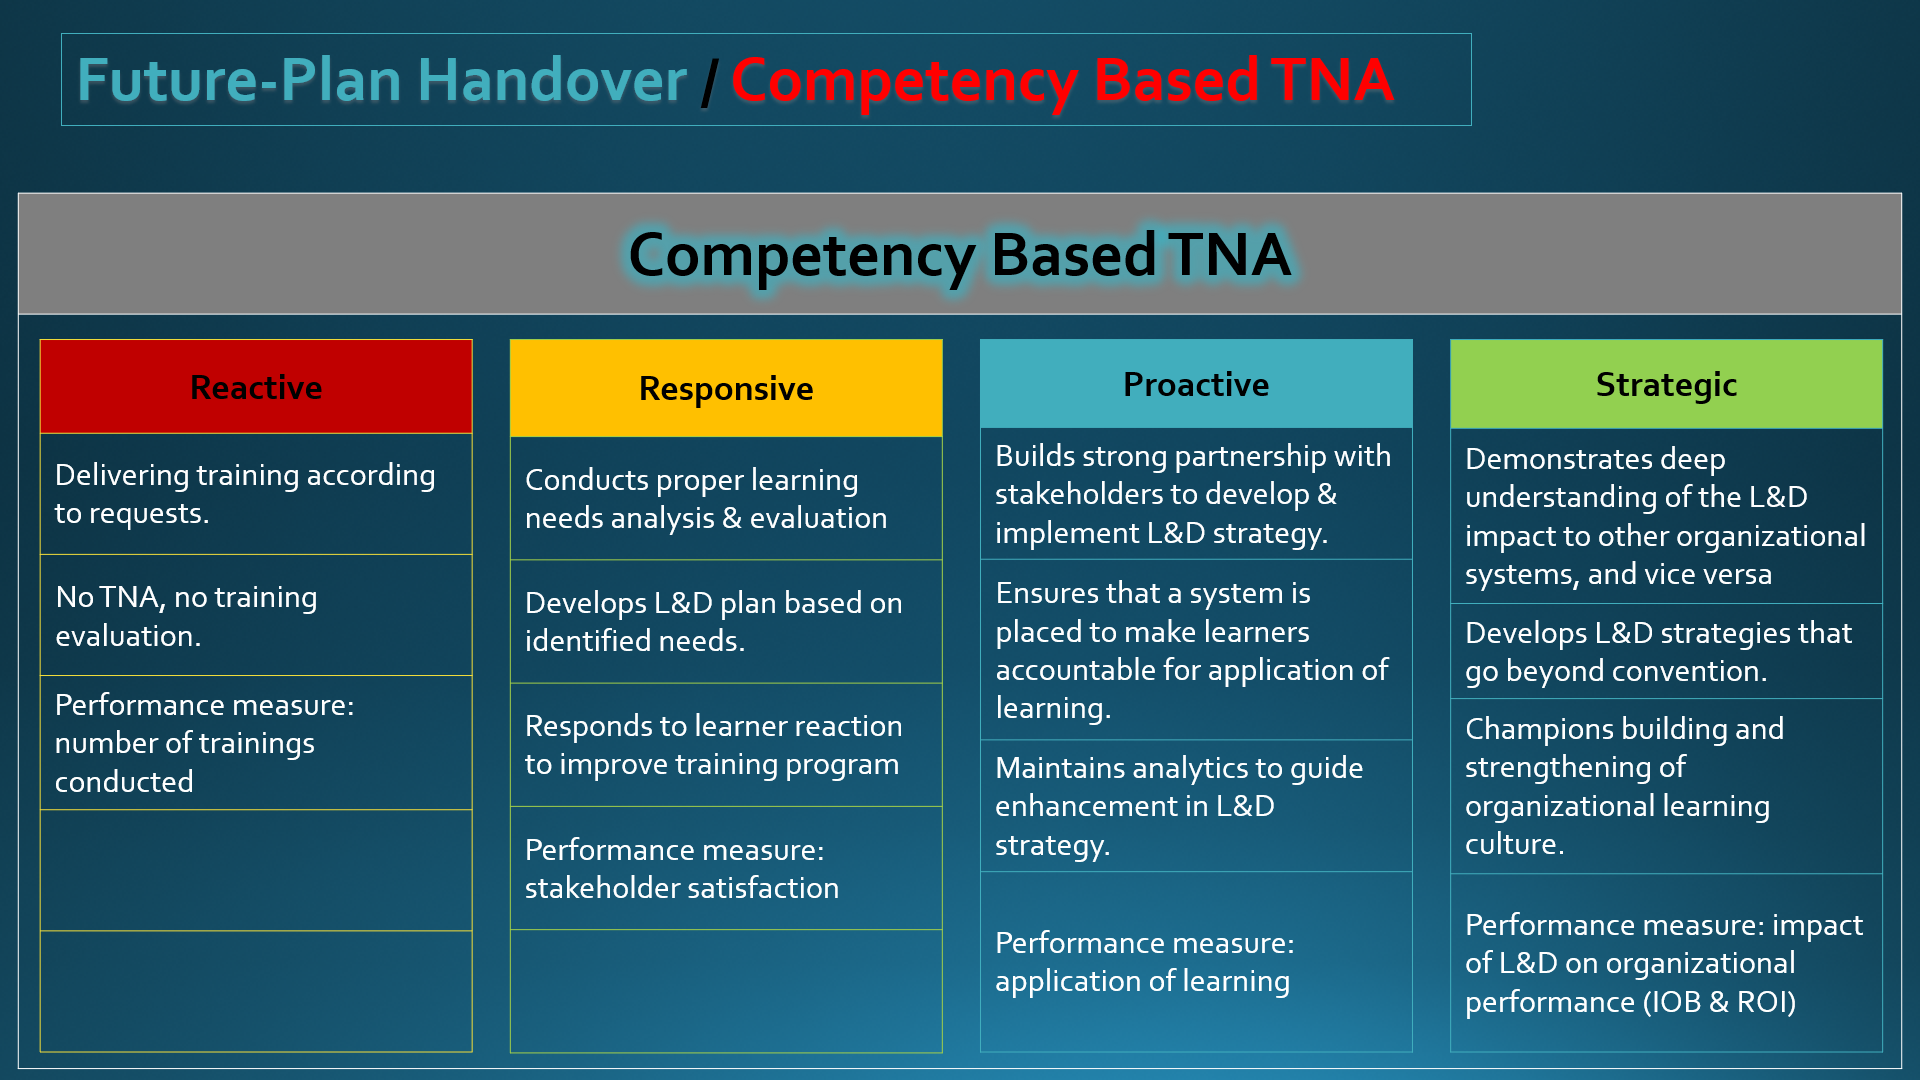 Future-Plan Handover / Competency Based TNA
Competency Based TNA
Reactive
Delivering training according
to requests.
No TNA, no training
evaluation.
Performance measure:
number of trainings
conducted
Responsive
Conducts proper learning
needs analysis & evaluation
Develops L&D plan based on
identified needs.
Responds to learner reaction
to improve training program
Performance measure:
stakeholder satisfaction
Proactive
Builds strong partnership with
stakeholders to develop &
implement L&D strategy.
Ensures that a system is
placed to make learners
accountable for application of
learning.
Maintains analytics to guide
enhancement in L&D
strategy.
Performance measure:
application of learning
Strategic
Demonstrates deep
understanding of the L&D
impact to other organizational
systems, and vice versa
Develops L&D strategies that
go beyond convention.
Champions building and
strengthening of
organizational learning
culture.
Performance measure: impact
of L&D on organizational
performance (IOB & ROI)